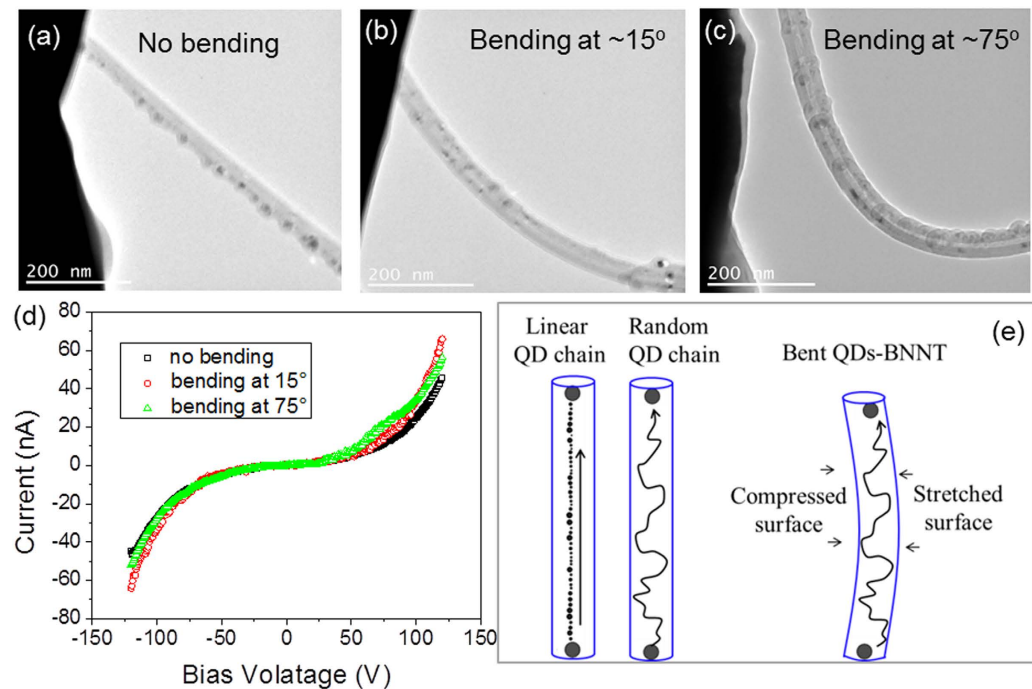 (a)
No bending
200 nm
(b)
Bending at ~15°
200 nm
(c)
Bending at ~75°
200 nm
(d)
80
60
40
20
0
-20
-40
-60
-80
Current (nA)
no bending
bending at 15°
bending at 75°
-150
-100
-50
0
50
100
150
Bias Volatage (V)
(e)
Linear
QD chain
Random
QD chain
Bent QDs-BNNT
Compressed
surface
Stretched
surface